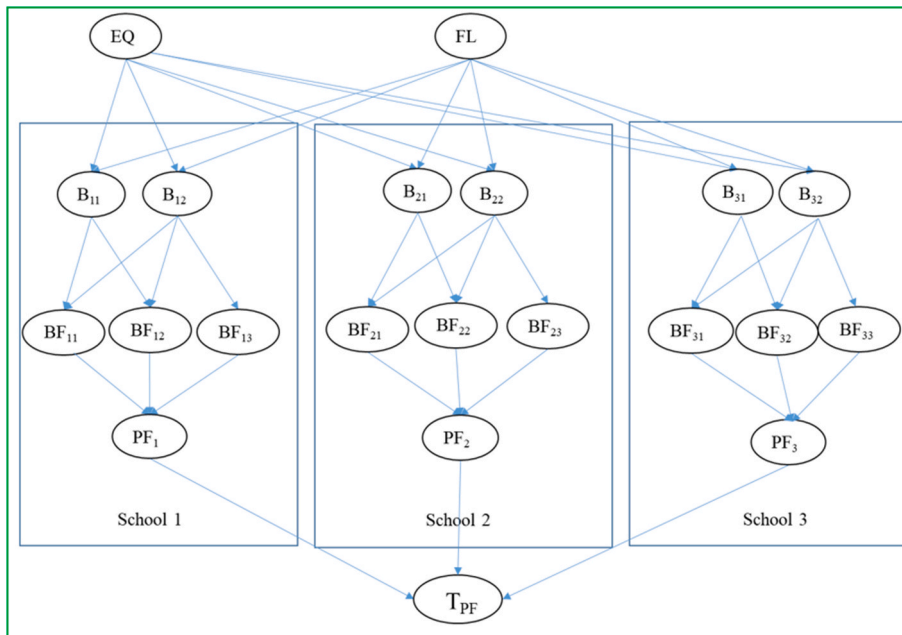 EQ FL
B₁₁ B₁₂ B₂₁ B₂₂ B₃₁ B₃₂
BF₁₁ BF₁₂ BF₁₃ BF₂₁ BF₂₂ BF₂₃ BF₃₁ BF₃₂ BF₃₃
PF₁ PF₂ PF₃
School 1 School 2 School 3
T_PF